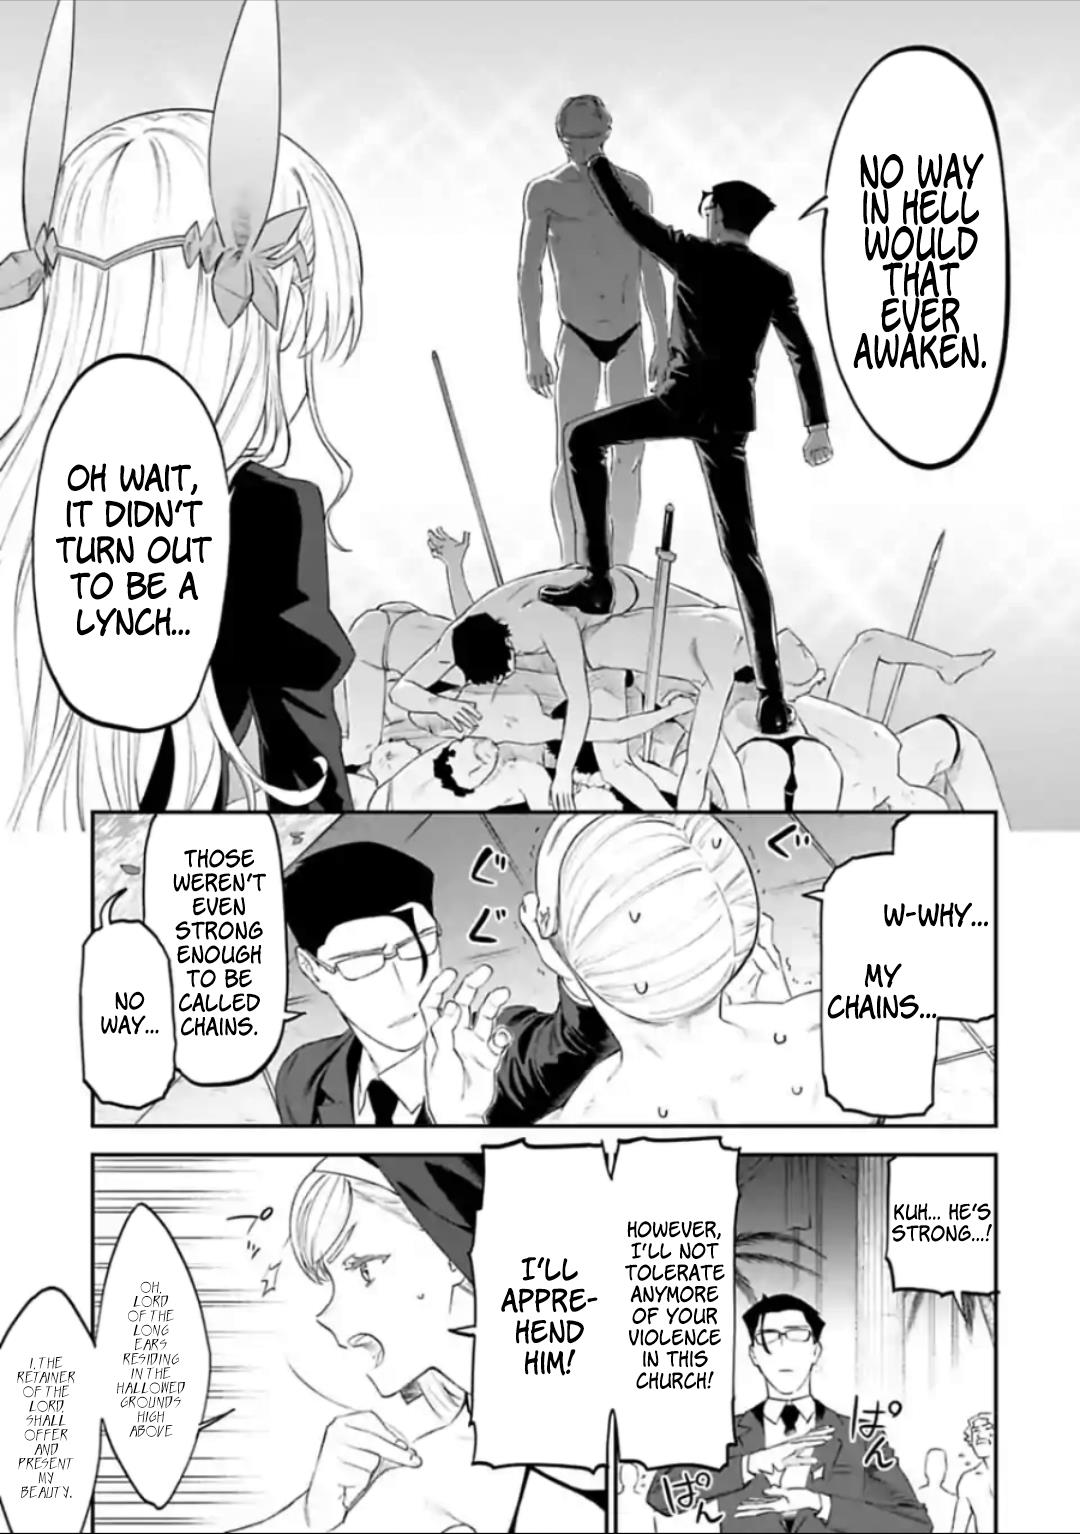 NO WAY
IN HELL
WOULD
THAT
EVER
AWAKEN.
OH WAIT,
IT DIDN'T
TURN OUT
TO BE A
LYNCH...
W-WHY...
MY
CHAINS...
ぐ
ぐ
ぐ
THOSE
WEREN'T
EVEN
STRONG
ENOUGH
TO BE
CALLED
CHAINS.
NO
WAY...
KUH... HE'S
STRONG...!
ぱん
ぱん
HOWEVER,
I'LL NOT
TOLERATE
ANYMORE
OF YOUR
VIOLENCE
IN THIS
CHURCH!
I'LL
APPRE-
HEND
HIM!
OH,
LORD
OF THE
LONG
EARS
RESIDING
IN THE
HALLOWED
GROUNDS
HIGH
ABOVE
I, THE
RETAINER
OF THE
LORD,
SHALL
OFFER
AND
PRESENT
MY
BEAUTY.